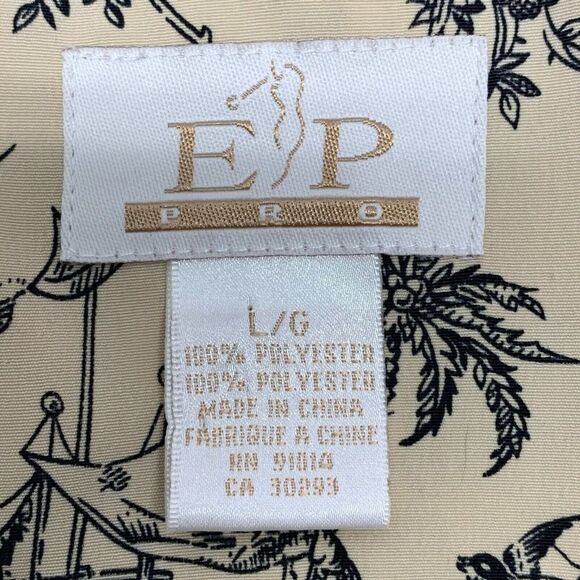 EP
PRO
L/G
100% POLYESTER
100% POLYESTER
MADE IN CHINA
FABRIQUE A CHINE
RN 91014
CA 30293